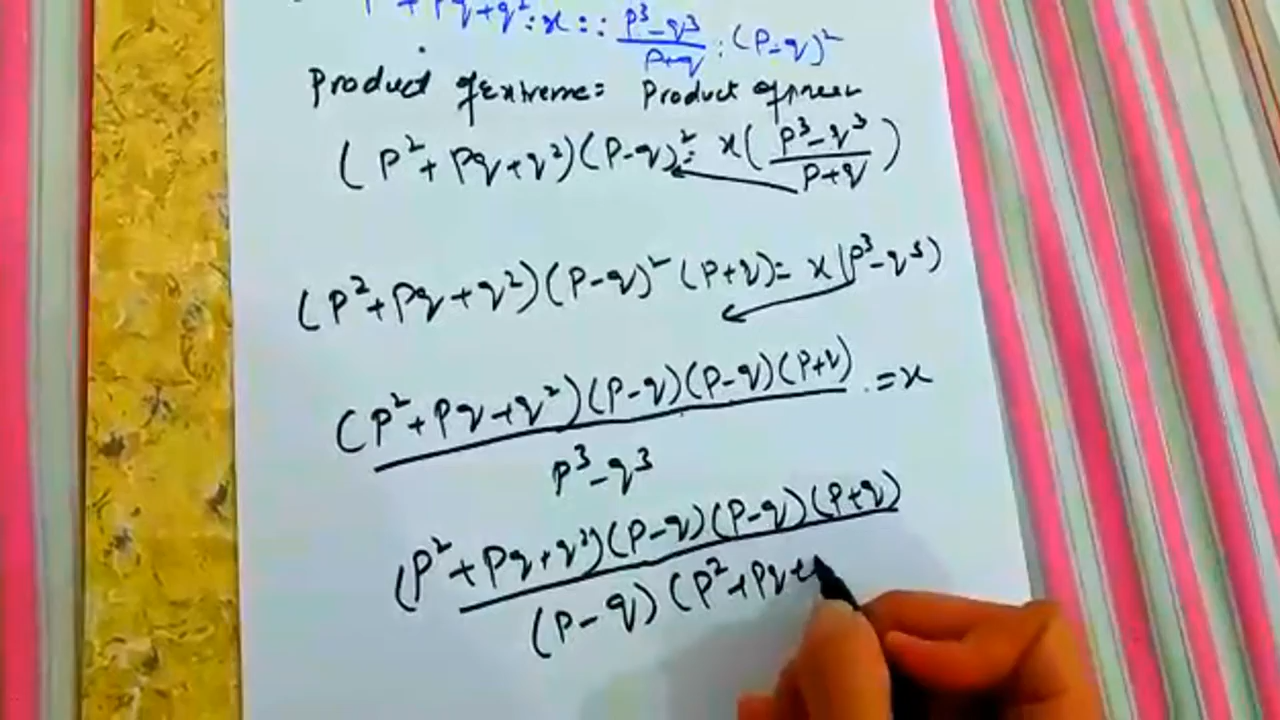 P² + Pq + q² : x :: P³ - q³ / P + q : (P - q)²
Product of Extreme = Product of mean
(P² + Pq + q²)(P - q)² = x(P³ - q³ / P + q)
(P² + Pq + q²)(P - q)² (P + q) = x(P³ - q³)
(P² + Pq + q²)(P - q)(P - q)(P + q) / P³ - q³ = x
(P² + Pq + q²)(P - q)(P - q)(P + q)
(P - q)(P² + Pq +